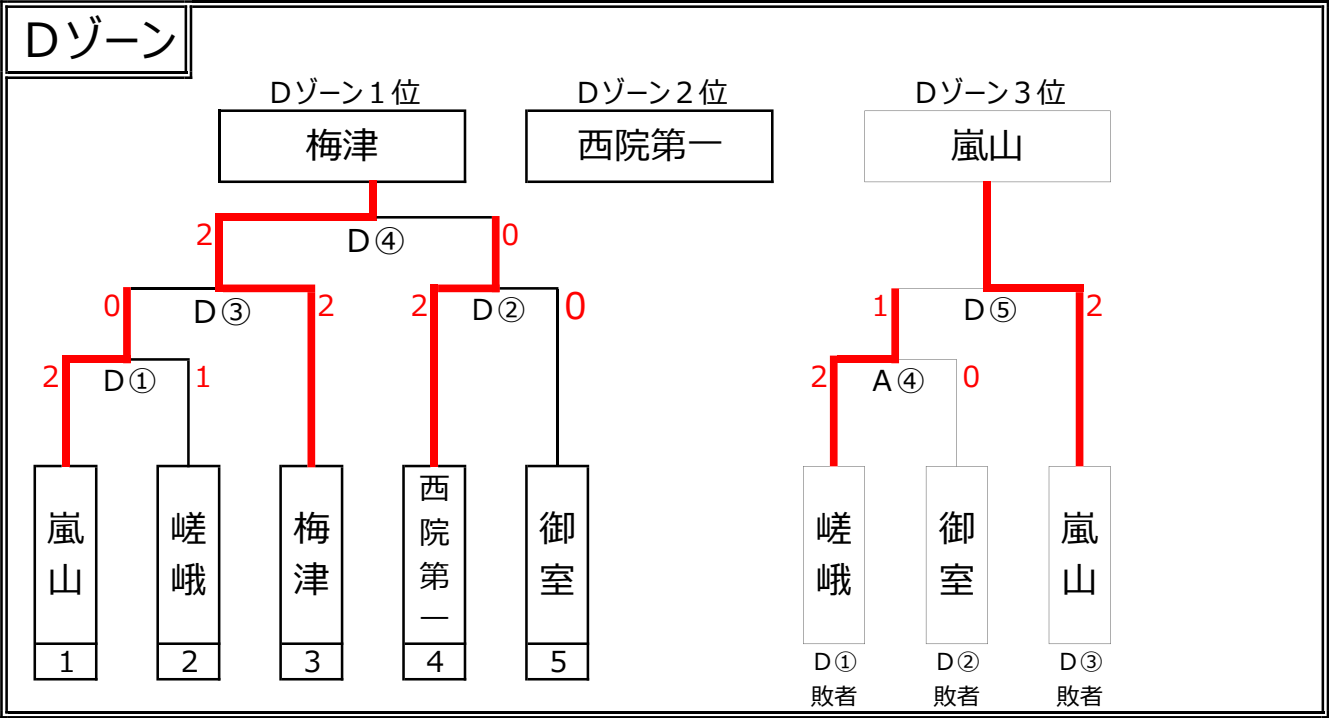 Ｄゾーン
Ｄゾーン１位 Ｄゾーン２位 Ｄゾーン３位
梅津 西院第一 嵐山
2 Ｄ④ 0
0 Ｄ③ 2 2 Ｄ② 0 1 Ｄ⑤ 2
2 Ｄ① 1 2 Ａ④ 0
嵐山 嵯峨 梅津 西院第一 御室 嵯峨 御室 嵐山
1 2 3 4 5 Ｄ① Ｄ② Ｄ③
敗者 敗者 敗者